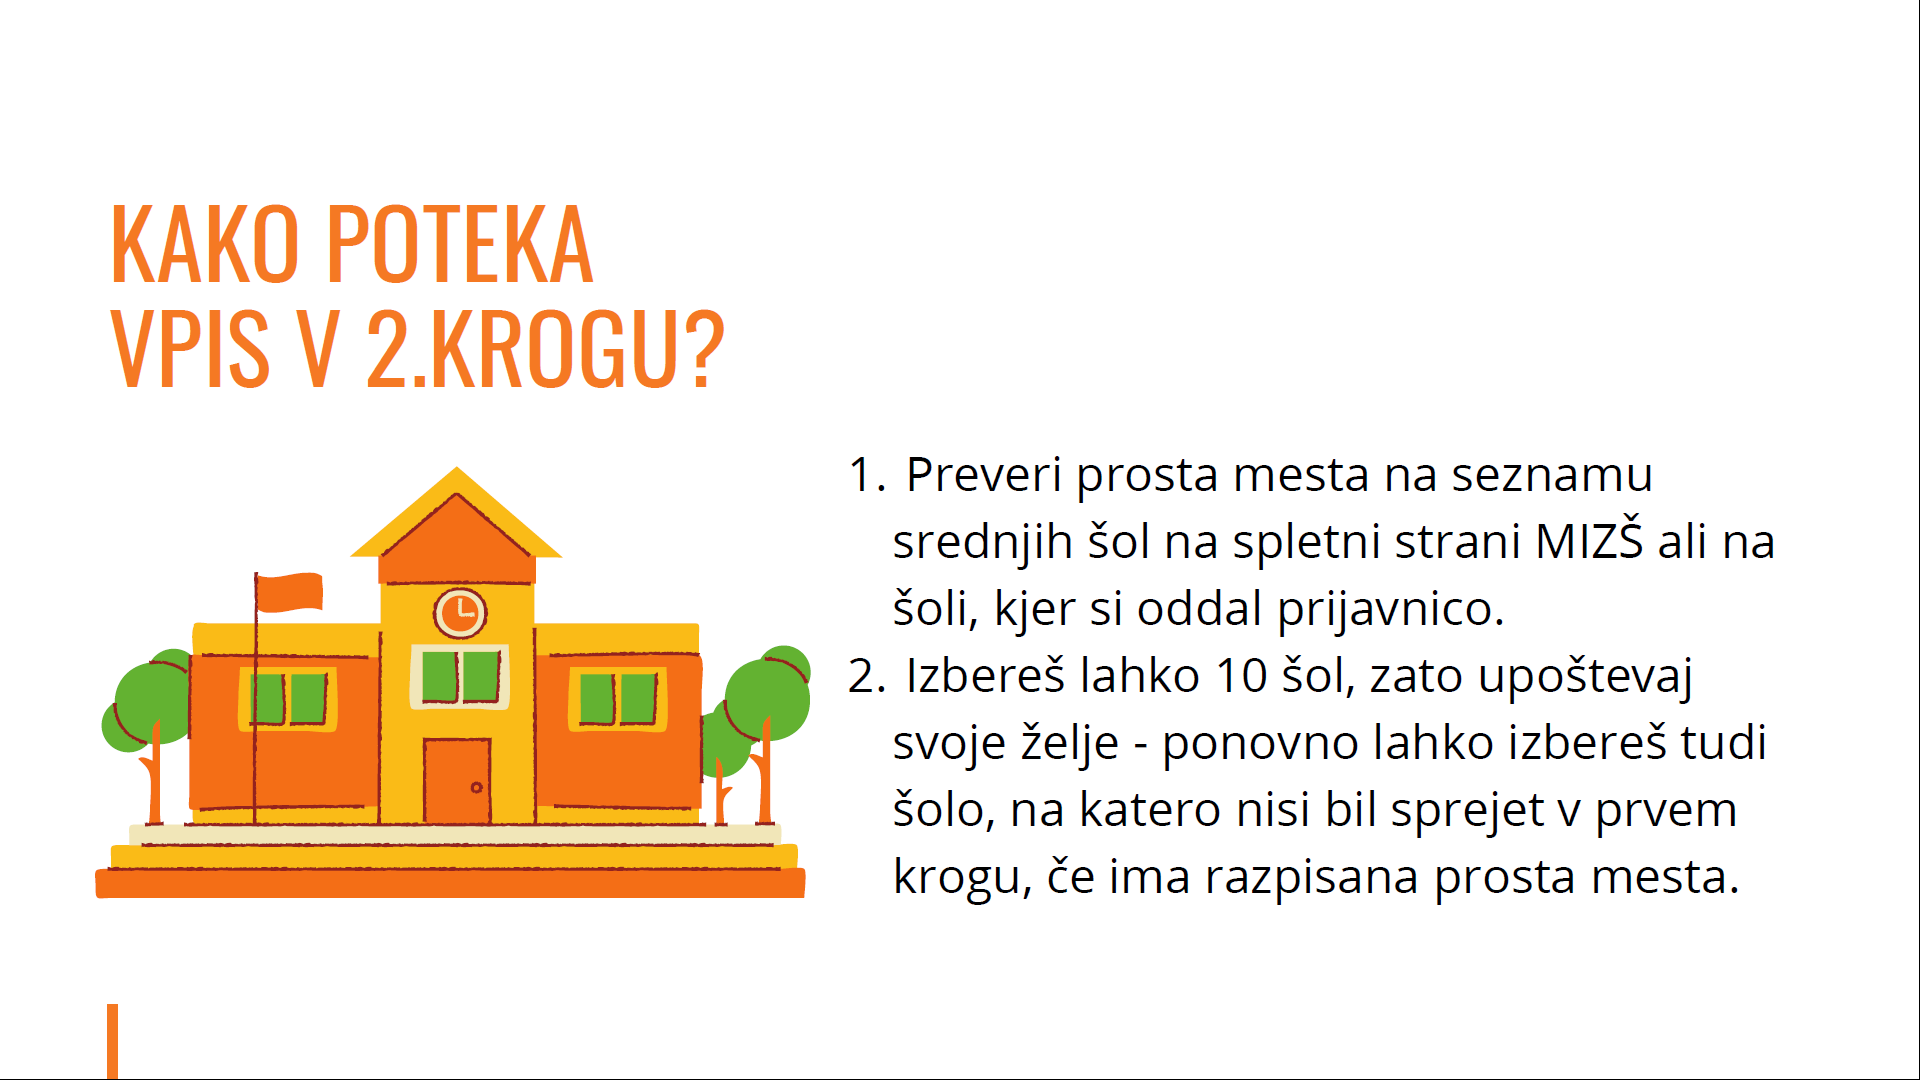 KAKO POTEKA
VPIS V 2.KROGU?
1. Preveri prosta mesta na seznamu
srednjih šol na spletni strani MIZŠ ali na
šoli, kjer si oddal prijavnico.
2. Izbereš lahko 10 šol, zato upoštevaj
svoje želje - ponovno lahko izbereš tudi
šolo, na katero nisi bil sprejet v prvem
krogu, če ima razpisana prosta mesta.